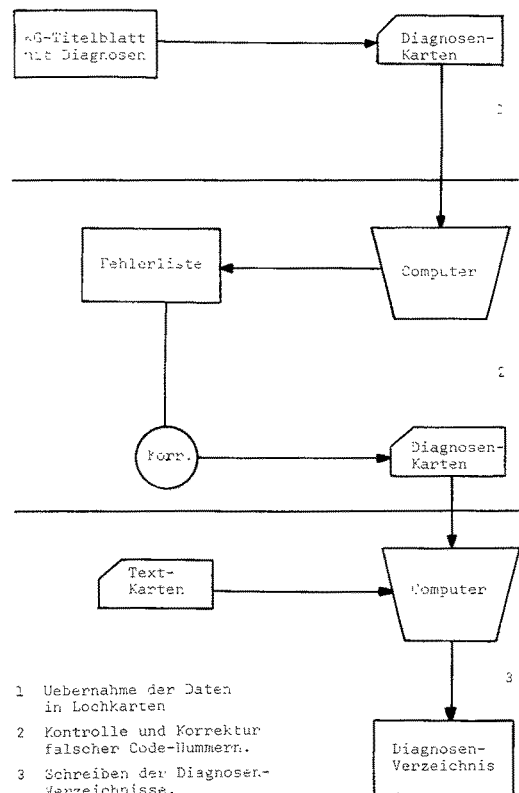 KG-Titelblatt
mit Diagnosen
Diagnosen-
Karten
Fehlerliste
Computer
2
Korr.
Diagnosen-
Karten
Text-
Karten
Computer
3
1 Uebernahme der Daten
in Lochkarten
2 Kontrolle und Korrektur
falscher Code-Nummern.
3 Schreiben der Diagnosen-
Verzeichnisse.
Diagnosen-
Verzeichnis